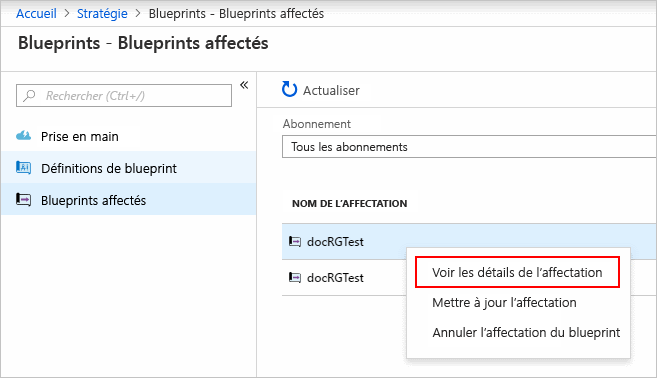 Accueil > Stratégie > Blueprints - Blueprints affectés
Blueprints - Blueprints affectés
Rechercher (Ctrl+/)
«
Prise en main
Définitions de blueprint
Blueprints affectés
Actualiser
Abonnement
Tous les abonnements
NOM DE L'AFFECTATION
docRGTest
docRGTest
Voir les détails de l'affectation
Mettre à jour l'affectation
Annuler l'affectation du blueprint